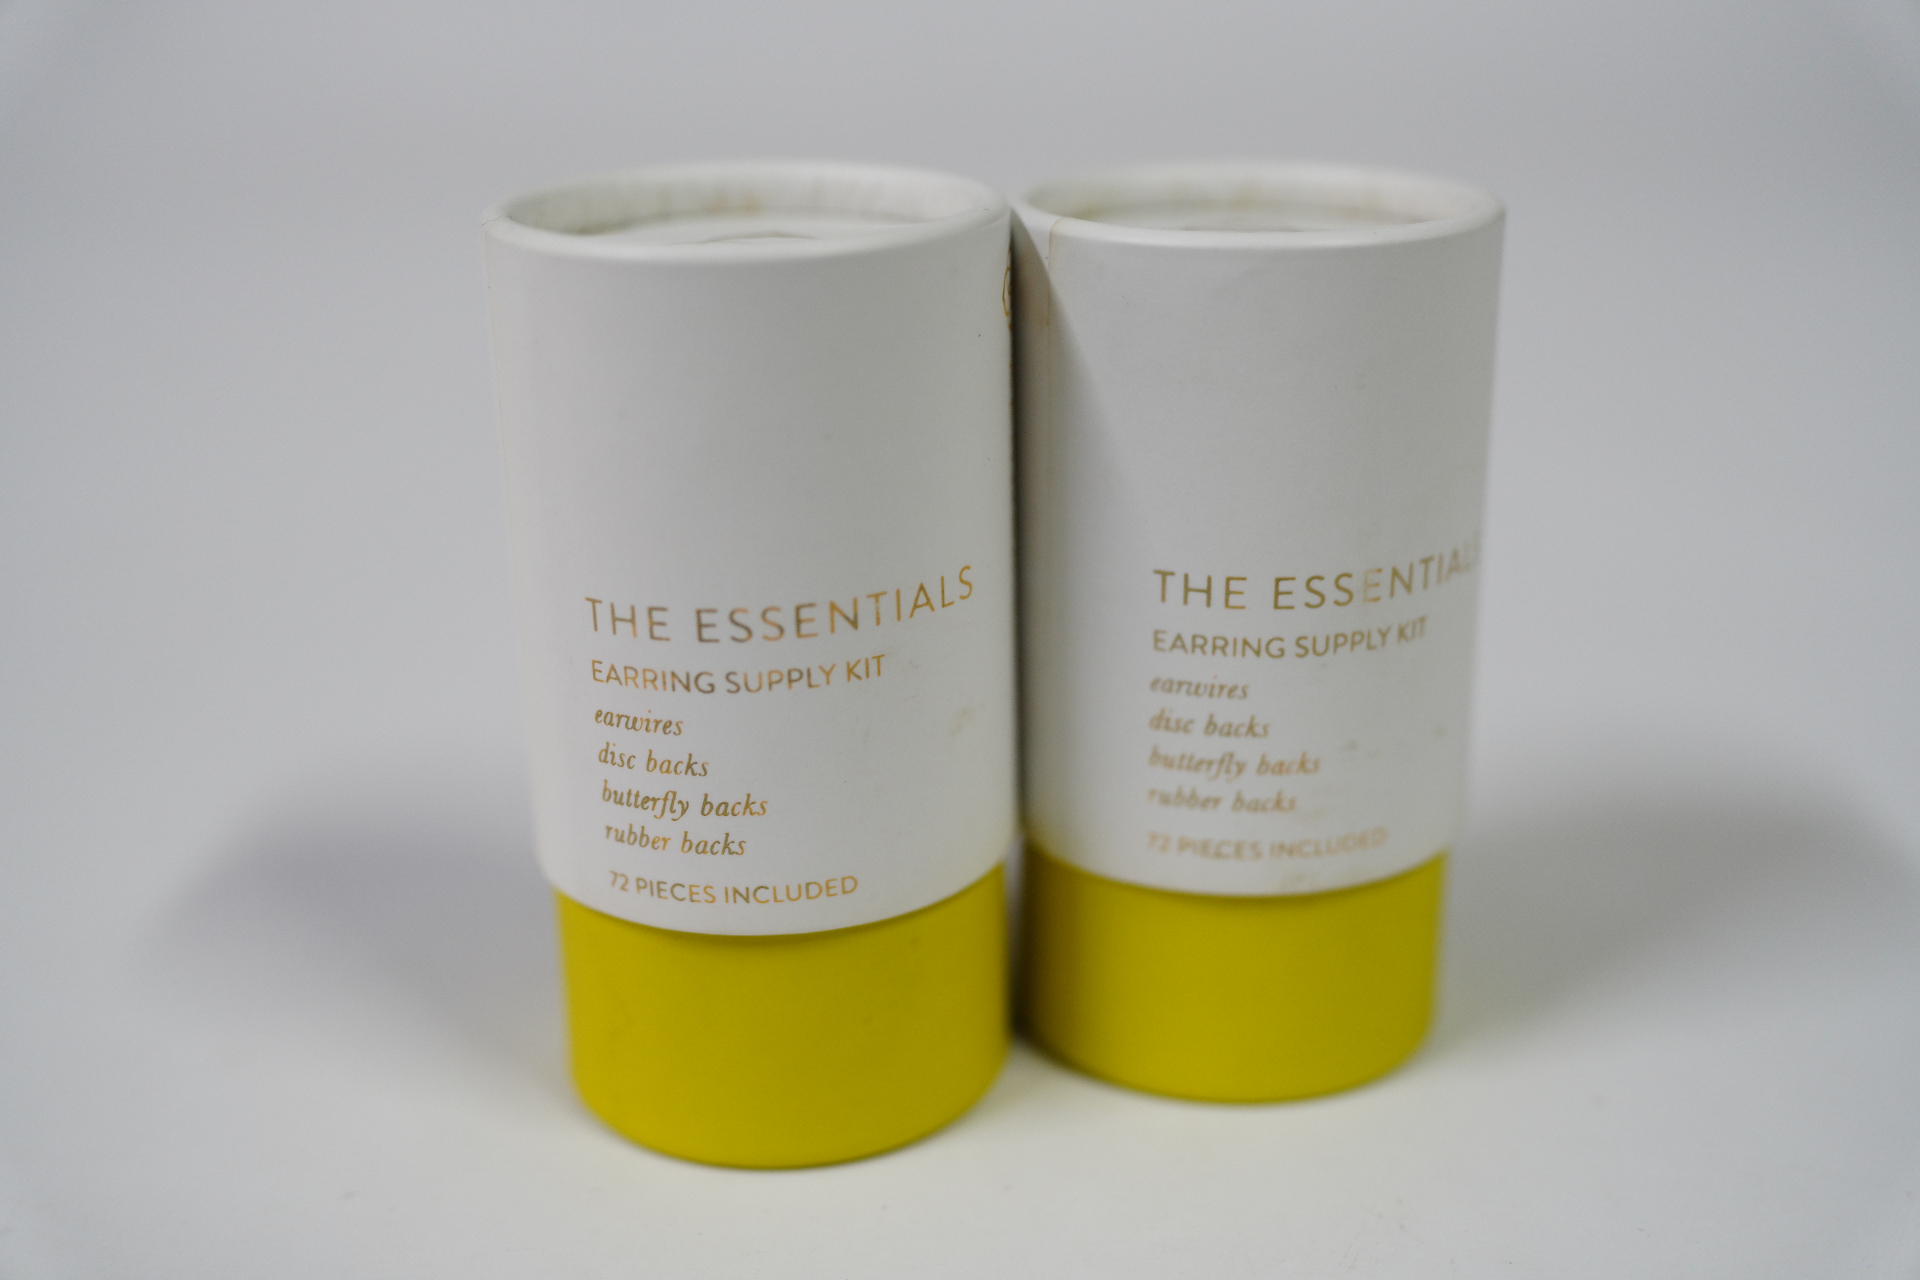 THE ESSENTIALS
EARRING SUPPLY KIT
earwires
disc backs
butterfly backs
rubber backs
72 PIECES INCLUDED
THE ESSENTIALS
EARRING SUPPLY KIT
earwires
disc backs
butterfly backs
rubber backs
72 PIECES INCLUDED